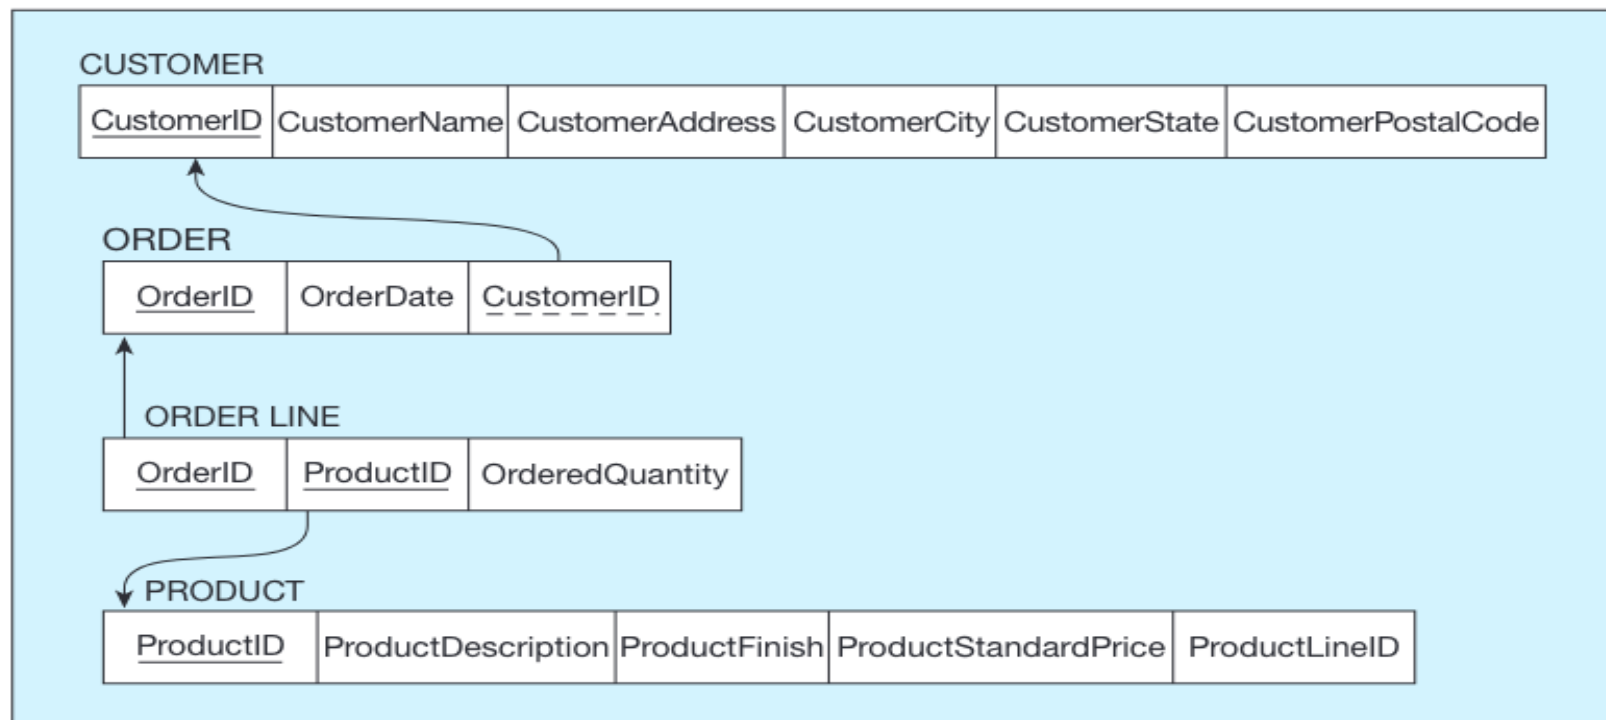 CUSTOMER
CustomerID CustomerName CustomerAddress CustomerCity CustomerState CustomerPostalCode
ORDER
OrderID OrderDate CustomerID
ORDER LINE
OrderID ProductID OrderedQuantity
PRODUCT
ProductID ProductDescription ProductFinish ProductStandardPrice ProductLineID